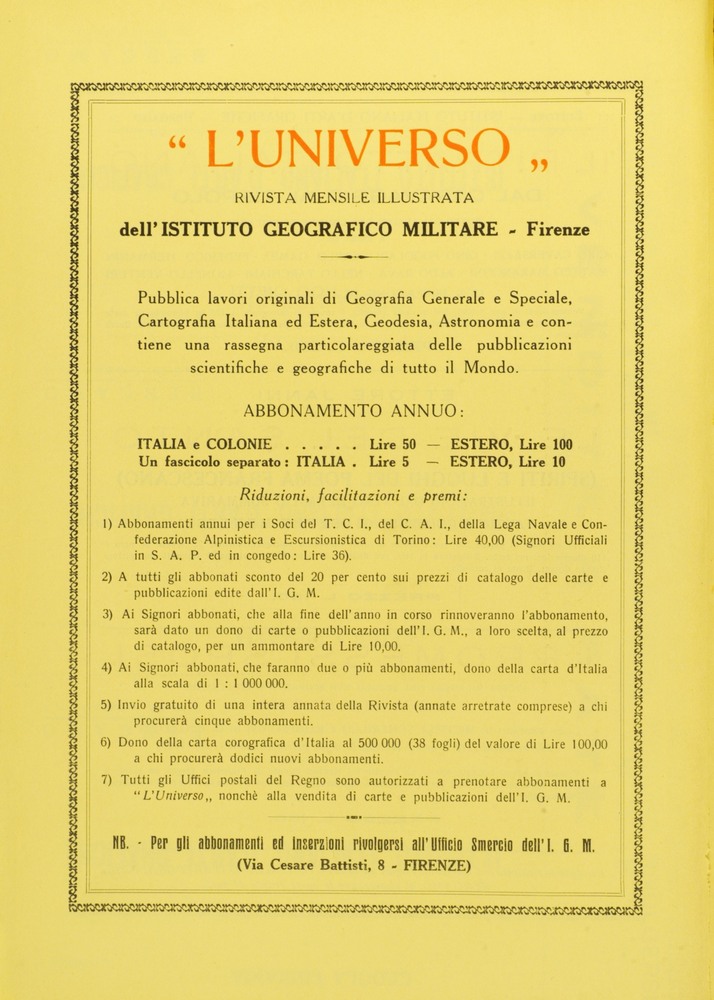 “ L'UNIVERSO „
RIVISTA MENSILE ILLUSTRATA
dell' ISTITUTO GEOGRAFICO MILITARE - Firenze
Pubblica lavori originali di Geografia Generale e Speciale,
Cartografia Italiana ed Estera, Geodesia, Astronomia e con-
tiene una rassegna particolareggiata delle pubblicazioni
scientifiche e geografiche di tutto il Mondo.
ABBONAMENTO ANNUO:
ITALIA e COLONIE . . . . . Lire 50 — ESTERO, Lire 100
Un fascicolo separato: ITALIA . Lire 5 — ESTERO, Lire 10
Riduzioni, facilitazioni e premi:
1) Abbonamenti annui per i Soci del T. C. I., del C. A. I., della Lega Navale e Con-
federazione Alpinistica e Escursionistica di Torino: Lire 40,00 (Signori Ufficiali
in S. A. P. ed in congedo: Lire 36).
2) A tutti gli abbonati sconto del 20 per cento sui prezzi di catalogo delle carte e
pubblicazioni edite dall'I. G. M.
3) Ai Signori abbonati, che alla fine dell'anno in corso rinnoveranno l'abbonamento,
sarà dato un dono di carte o pubblicazioni dell'I. G. M., a loro scelta, al prezzo
di catalogo, per un ammontare di Lire 10,00.
4) Ai Signori abbonati, che faranno due o più abbonamenti, dono della carta d'Italia
alla scala di 1 : 1 000 000.
5) Invio gratuito di una intera annata della Rivista (annate arretrate comprese) a chi
procurerà cinque abbonamenti.
6) Dono della carta corografica d'Italia al 500 000 (38 fogli) del valore di Lire 100,00
a chi procurerà dodici nuovi abbonamenti.
7) Tutti gli Uffici postali del Regno sono autorizzati a prenotare abbonamenti a
“L'Universo„ nonchè alla vendita di carte e pubblicazioni dell'I. G. M.
NB. - Per gli abbonamenti ed inserzioni rivolgersi all'Ufficio Smercio dell'I. G. M.
(Via Cesare Battisti, 8 - FIRENZE)